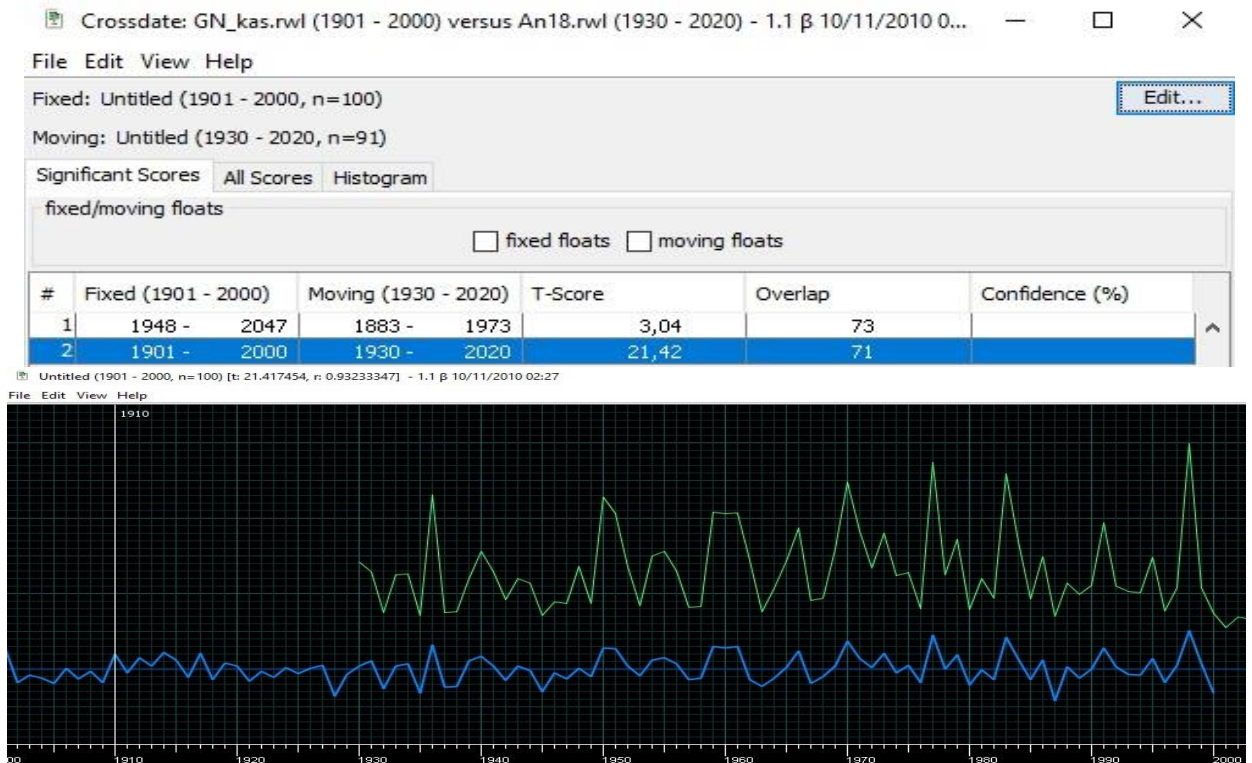 Crossdate: GN_kas.rwl (1901 - 2000) versus An18.rwl (1930 - 2020) - 1.1 β 10/11/2010 0...
File Edit View Help
Fixed: Untitled (1901 - 2000, n=100)
Edit...
Moving: Untitled (1930 - 2020, n=91)
Significant Scores All Scores Histogram
fixed/moving floats
fixed floats moving floats
# Fixed (1901 - 2000) Moving (1930 - 2020) T-Score Overlap Confidence (%)
1 1948 - 2047 1883 - 1973 3,04 73
2 1901 - 2000 1930 - 2020 21,42 71
Untitled (1901 - 2000, n=100) [t: 21.417454, r: 0.93233347] - 1.1 β 10/11/2010 02:27
File Edit View Help
1910
00 1910 1920 1930 1940 1950 1960 1970 1980 1990 2000